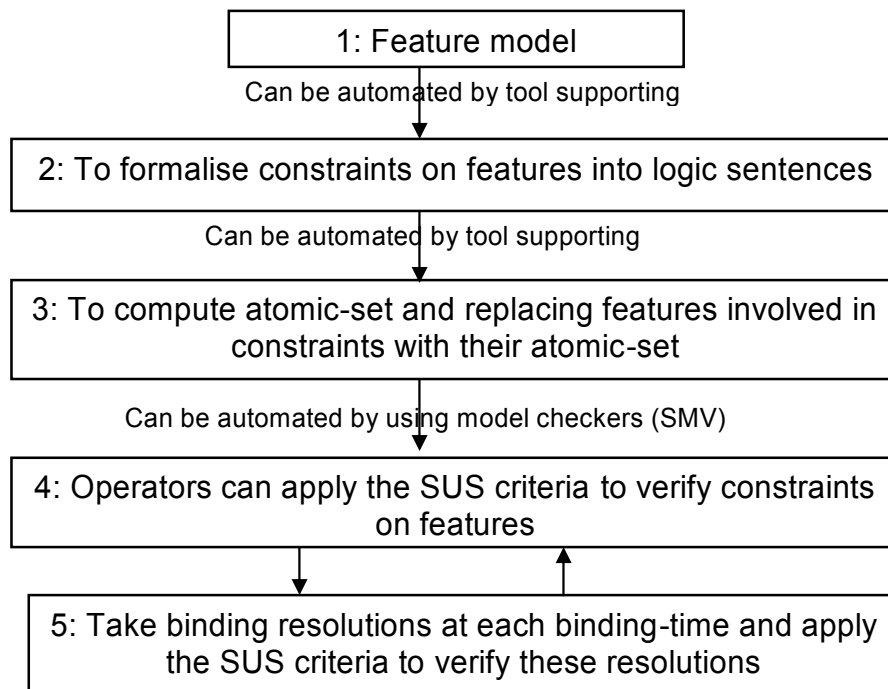 1: Feature model
Can be automated by tool supporting
2: To formalise constraints on features into logic sentences
Can be automated by tool supporting
3: To compute atomic-set and replacing features involved in
constraints with their atomic-set
Can be automated by using model checkers (SMV)
4: Operators can apply the SUS criteria to verify constraints
on features
5: Take binding resolutions at each binding-time and apply
the SUS criteria to verify these resolutions